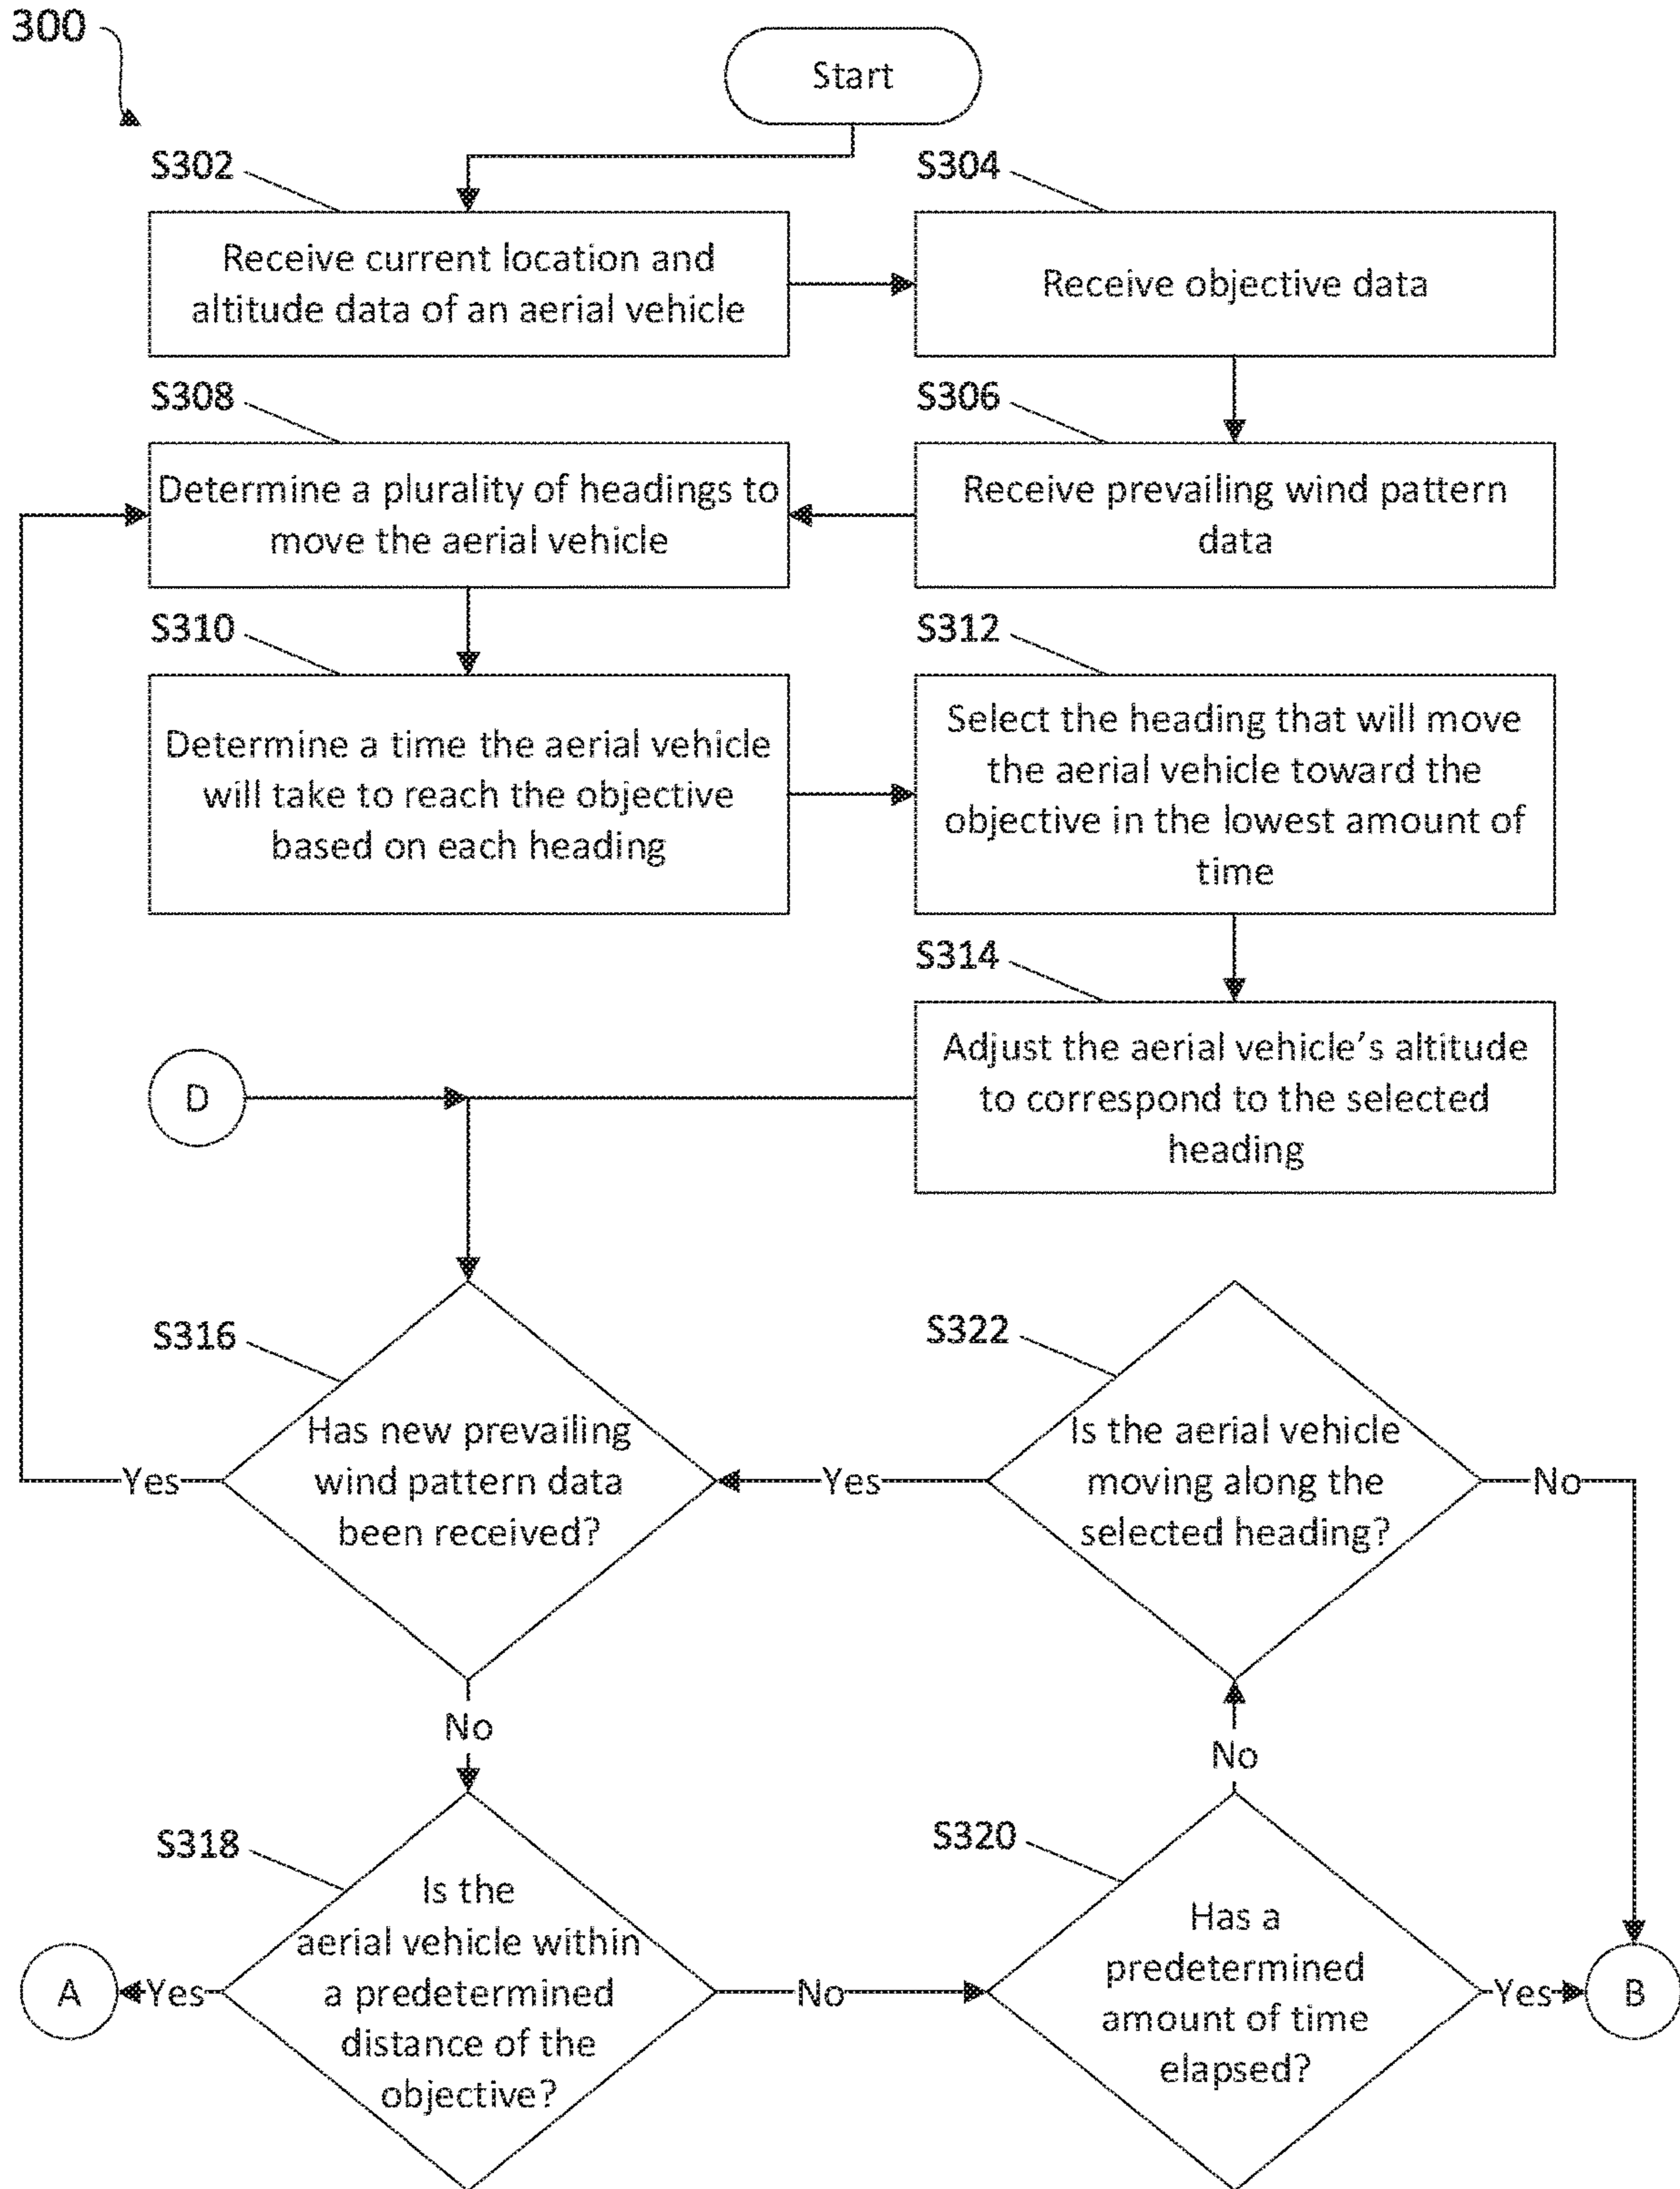 300
Start
S302
Receive current location and
altitude data of an aerial vehicle
S304
Receive objective data
S308
Determine a plurality of headings to
move the aerial vehicle
S306
Receive prevailing wind pattern
data
S310
Determine a time the aerial vehicle
will take to reach the objective
based on each heading
S312
Select the heading that will move
the aerial vehicle toward the
objective in the lowest amount of
time
S314
Adjust the aerial vehicle's altitude
to correspond to the selected
heading
D
S316
Has new prevailing
wind pattern data
been received?
Yes
No
S322
Is the aerial vehicle
moving along the
selected heading?
Yes
No
S318
Is the
aerial vehicle within
a predetermined
distance of the
objective?
A
Yes
No
S320
Has a
predetermined
amount of time
elapsed?
No
Yes
B